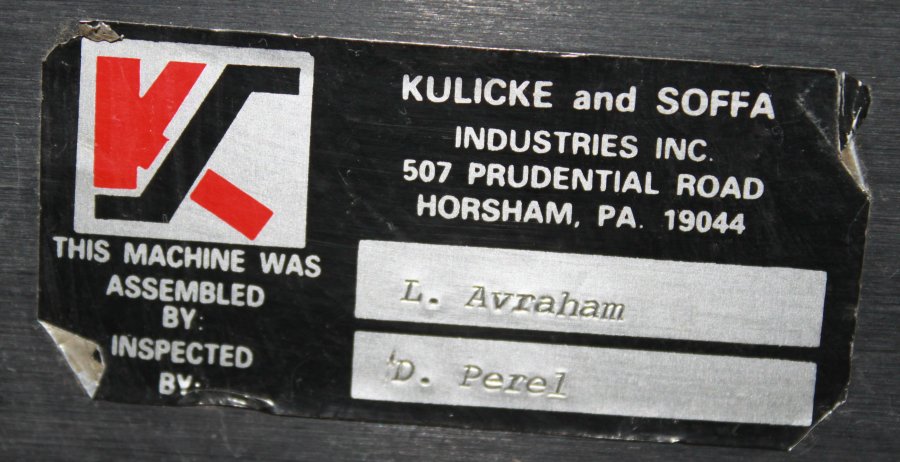 KULICKE and SOFFA
INDUSTRIES INC.
507 PRUDENTIAL ROAD
HORSHAM, PA. 19044
THIS MACHINE WAS
ASSEMBLED
BY:
L. Avraham
INSPECTED
BY:
D. Perel